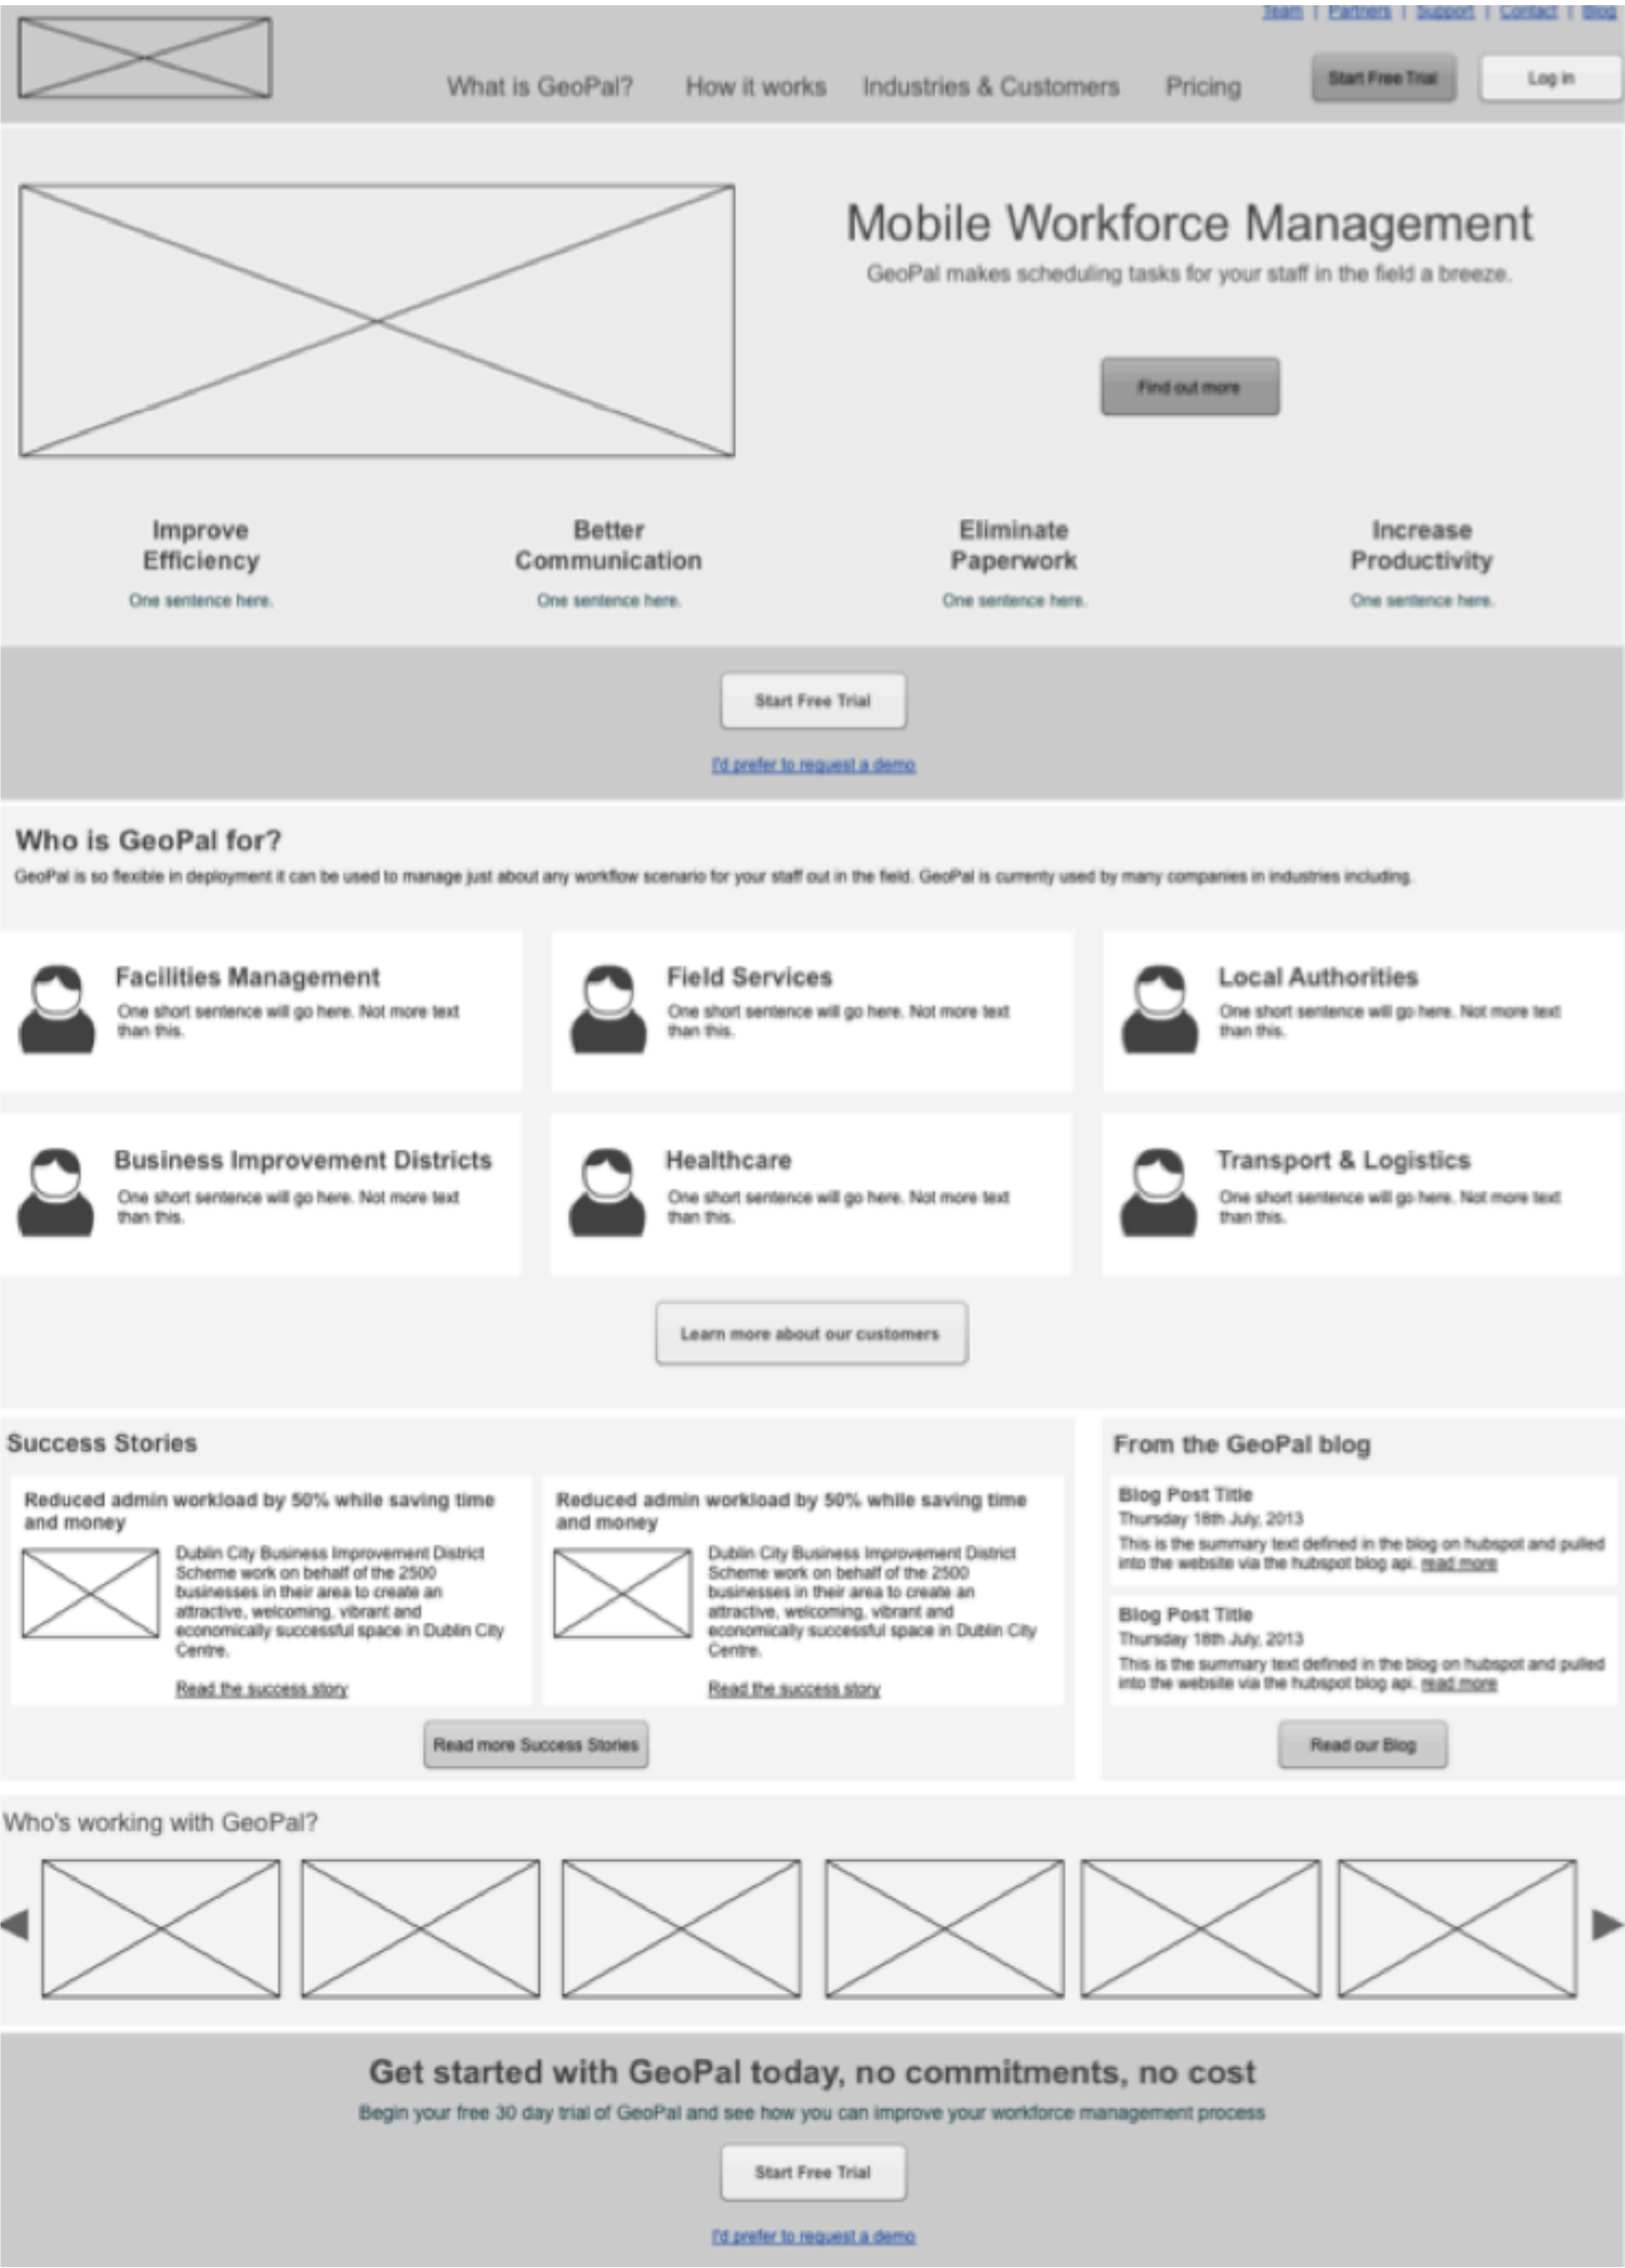 Team | Partners | Support | Contact | Blog
What is GeoPal? How it works Industries & Customers Pricing Start Free Trial Log in
Mobile Workforce Management
GeoPal makes scheduling tasks for your staff in the field a breeze.
Find out more
Improve
Efficiency
One sentence here.
Better
Communication
One sentence here.
Eliminate
Paperwork
One sentence here.
Increase
Productivity
One sentence here.
Start Free Trial
I'd prefer to request a demo
Who is GeoPal for?
GeoPal is so flexible in deployment it can be used to manage just about any workflow scenario for your staff out in the field. GeoPal is currenty used by many companies in industries including.
Facilities Management
One short sentence will go here. Not more text
than this.
Field Services
One short sentence will go here. Not more text
than this.
Local Authorities
One short sentence will go here. Not more text
than this.
Business Improvement Districts
One short sentence will go here. Not more text
than this.
Healthcare
One short sentence will go here. Not more text
than this.
Transport & Logistics
One short sentence will go here. Not more text
than this.
Learn more about our customers
Success Stories
Reduced admin workload by 50% while saving time
and money
Dublin City Business Improvement District
Scheme work on behalf of the 2500
businesses in their area to create an
attractive, welcoming, vibrant and
economically successful space in Dublin City
Centre.
Read the success story
Reduced admin workload by 50% while saving time
and money
Dublin City Business Improvement District
Scheme work on behalf of the 2500
businesses in their area to create an
attractive, welcoming, vibrant and
economically successful space in Dublin City
Centre.
Read the success story
Read more Success Stories
From the GeoPal blog
Blog Post Title
Thursday 18th July, 2013
This is the summary text defined in the blog on hubspot and pulled
into the website via the hubspot blog api. read more
Blog Post Title
Thursday 18th July, 2013
This is the summary text defined in the blog on hubspot and pulled
into the website via the hubspot blog api. read more
Read our Blog
Who's working with GeoPal?
Get started with GeoPal today, no commitments, no cost
Begin your free 30 day trial of GeoPal and see how you can improve your workforce management process
Start Free Trial
I'd prefer to request a demo